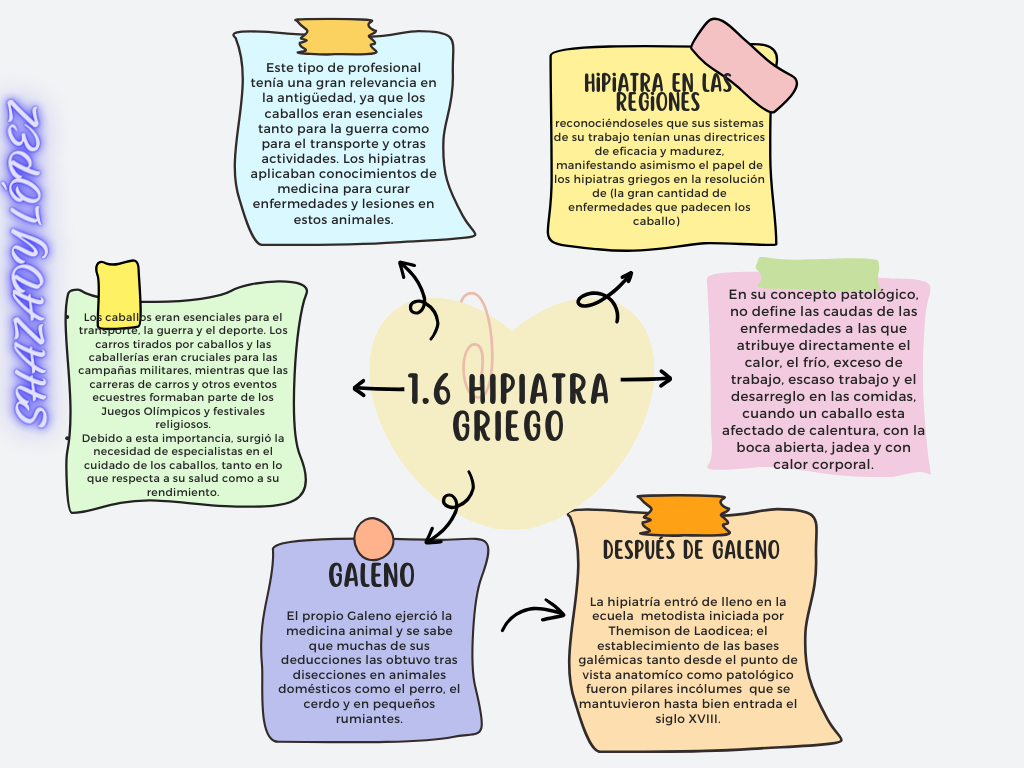 SHAZADY LÓPEZ
Este tipo de profesional
tenía una gran relevancia en
la antigüedad, ya que los
caballos eran esenciales
tanto para la guerra como
para el transporte y otras
actividades. Los hipiatras
aplicaban conocimientos de
medicina para curar
enfermedades y lesiones en
estos animales.
HiPiATRA EN LAS
REGiONES
reconociéndoseles que sus sistemas
de su trabajo tenían unas directrices
de eficacia y madurez,
manifestando asimismo el papel de
los hipiatras griegos en la resolución
de (la gran cantidad de
enfermedades que padecen los
caballo)
• Los caballos eran esenciales para el
transporte, la guerra y el deporte. Los
carros tirados por caballos y las
caballerías eran cruciales para las
campañas militares, mientras que las
carreras de carros y otros eventos
ecuestres formaban parte de los
Juegos Olímpicos y festivales
religiosos.
• Debido a esta importancia, surgió la
necesidad de especialistas en el
cuidado de los caballos, tanto en lo
que respecta a su salud como a su
rendimiento.
1.6 HIPIATRA
GRIEGO
En su concepto patológico,
no define las caudas de las
enfermedades a las que
atribuye directamente el
calor, el frío, exceso de
trabajo, escaso trabajo y el
desarreglo en las comidas,
cuando un caballo esta
afectado de calentura, con la
boca abierta, jadea y con
calor corporal.
GALENO
El propio Galeno ejerció la
medicina animal y se sabe
que muchas de sus
deducciones las obtuvo tras
disecciones en animales
domésticos como el perro, el
cerdo y en pequeños
rumiantes.
DESPUÉS DE GALENO
La hipiatría entró de lleno en la
ecuela metodista iniciada por
Themison de Laodicea; el
establecimiento de las bases
galémicas tanto desde el punto de
vista anatomíco como patológico
fueron pilares incólumes que se
mantuvieron hasta bien entrada el
siglo XVIII.